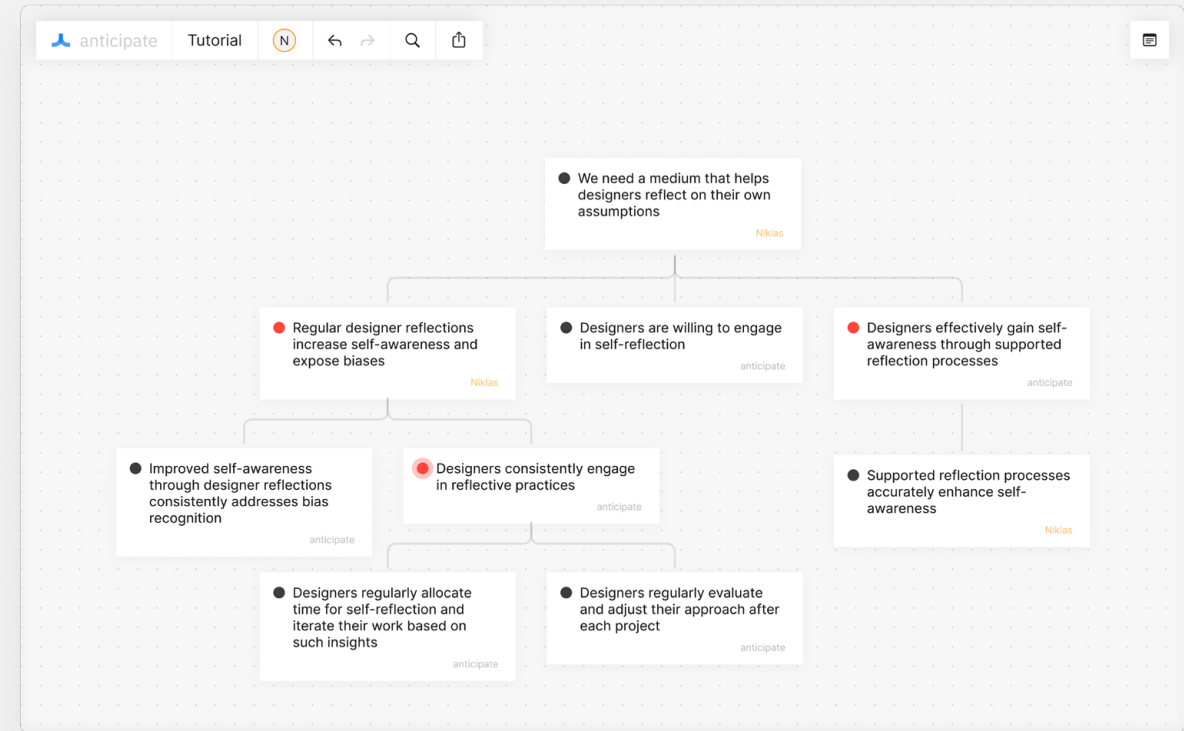 anticipate
Tutorial
N
We need a medium that helps
designers reflect on their own
assumptions
Niklas
Regular designer reflections
increase self-awareness and
expose biases
Niklas
Designers are willing to engage
in self-reflection
anticipate
Designers effectively gain self-
awareness through supported
reflection processes
anticipate
Improved self-awareness
through designer reflections
consistently addresses bias
recognition
anticipate
Designers consistently engage
in reflective practices
anticipate
Supported reflection processes
accurately enhance self-
awareness
Niklas
Designers regularly allocate
time for self-reflection and
iterate their work based on
such insights
anticipate
Designers regularly evaluate
and adjust their approach after
each project
anticipate